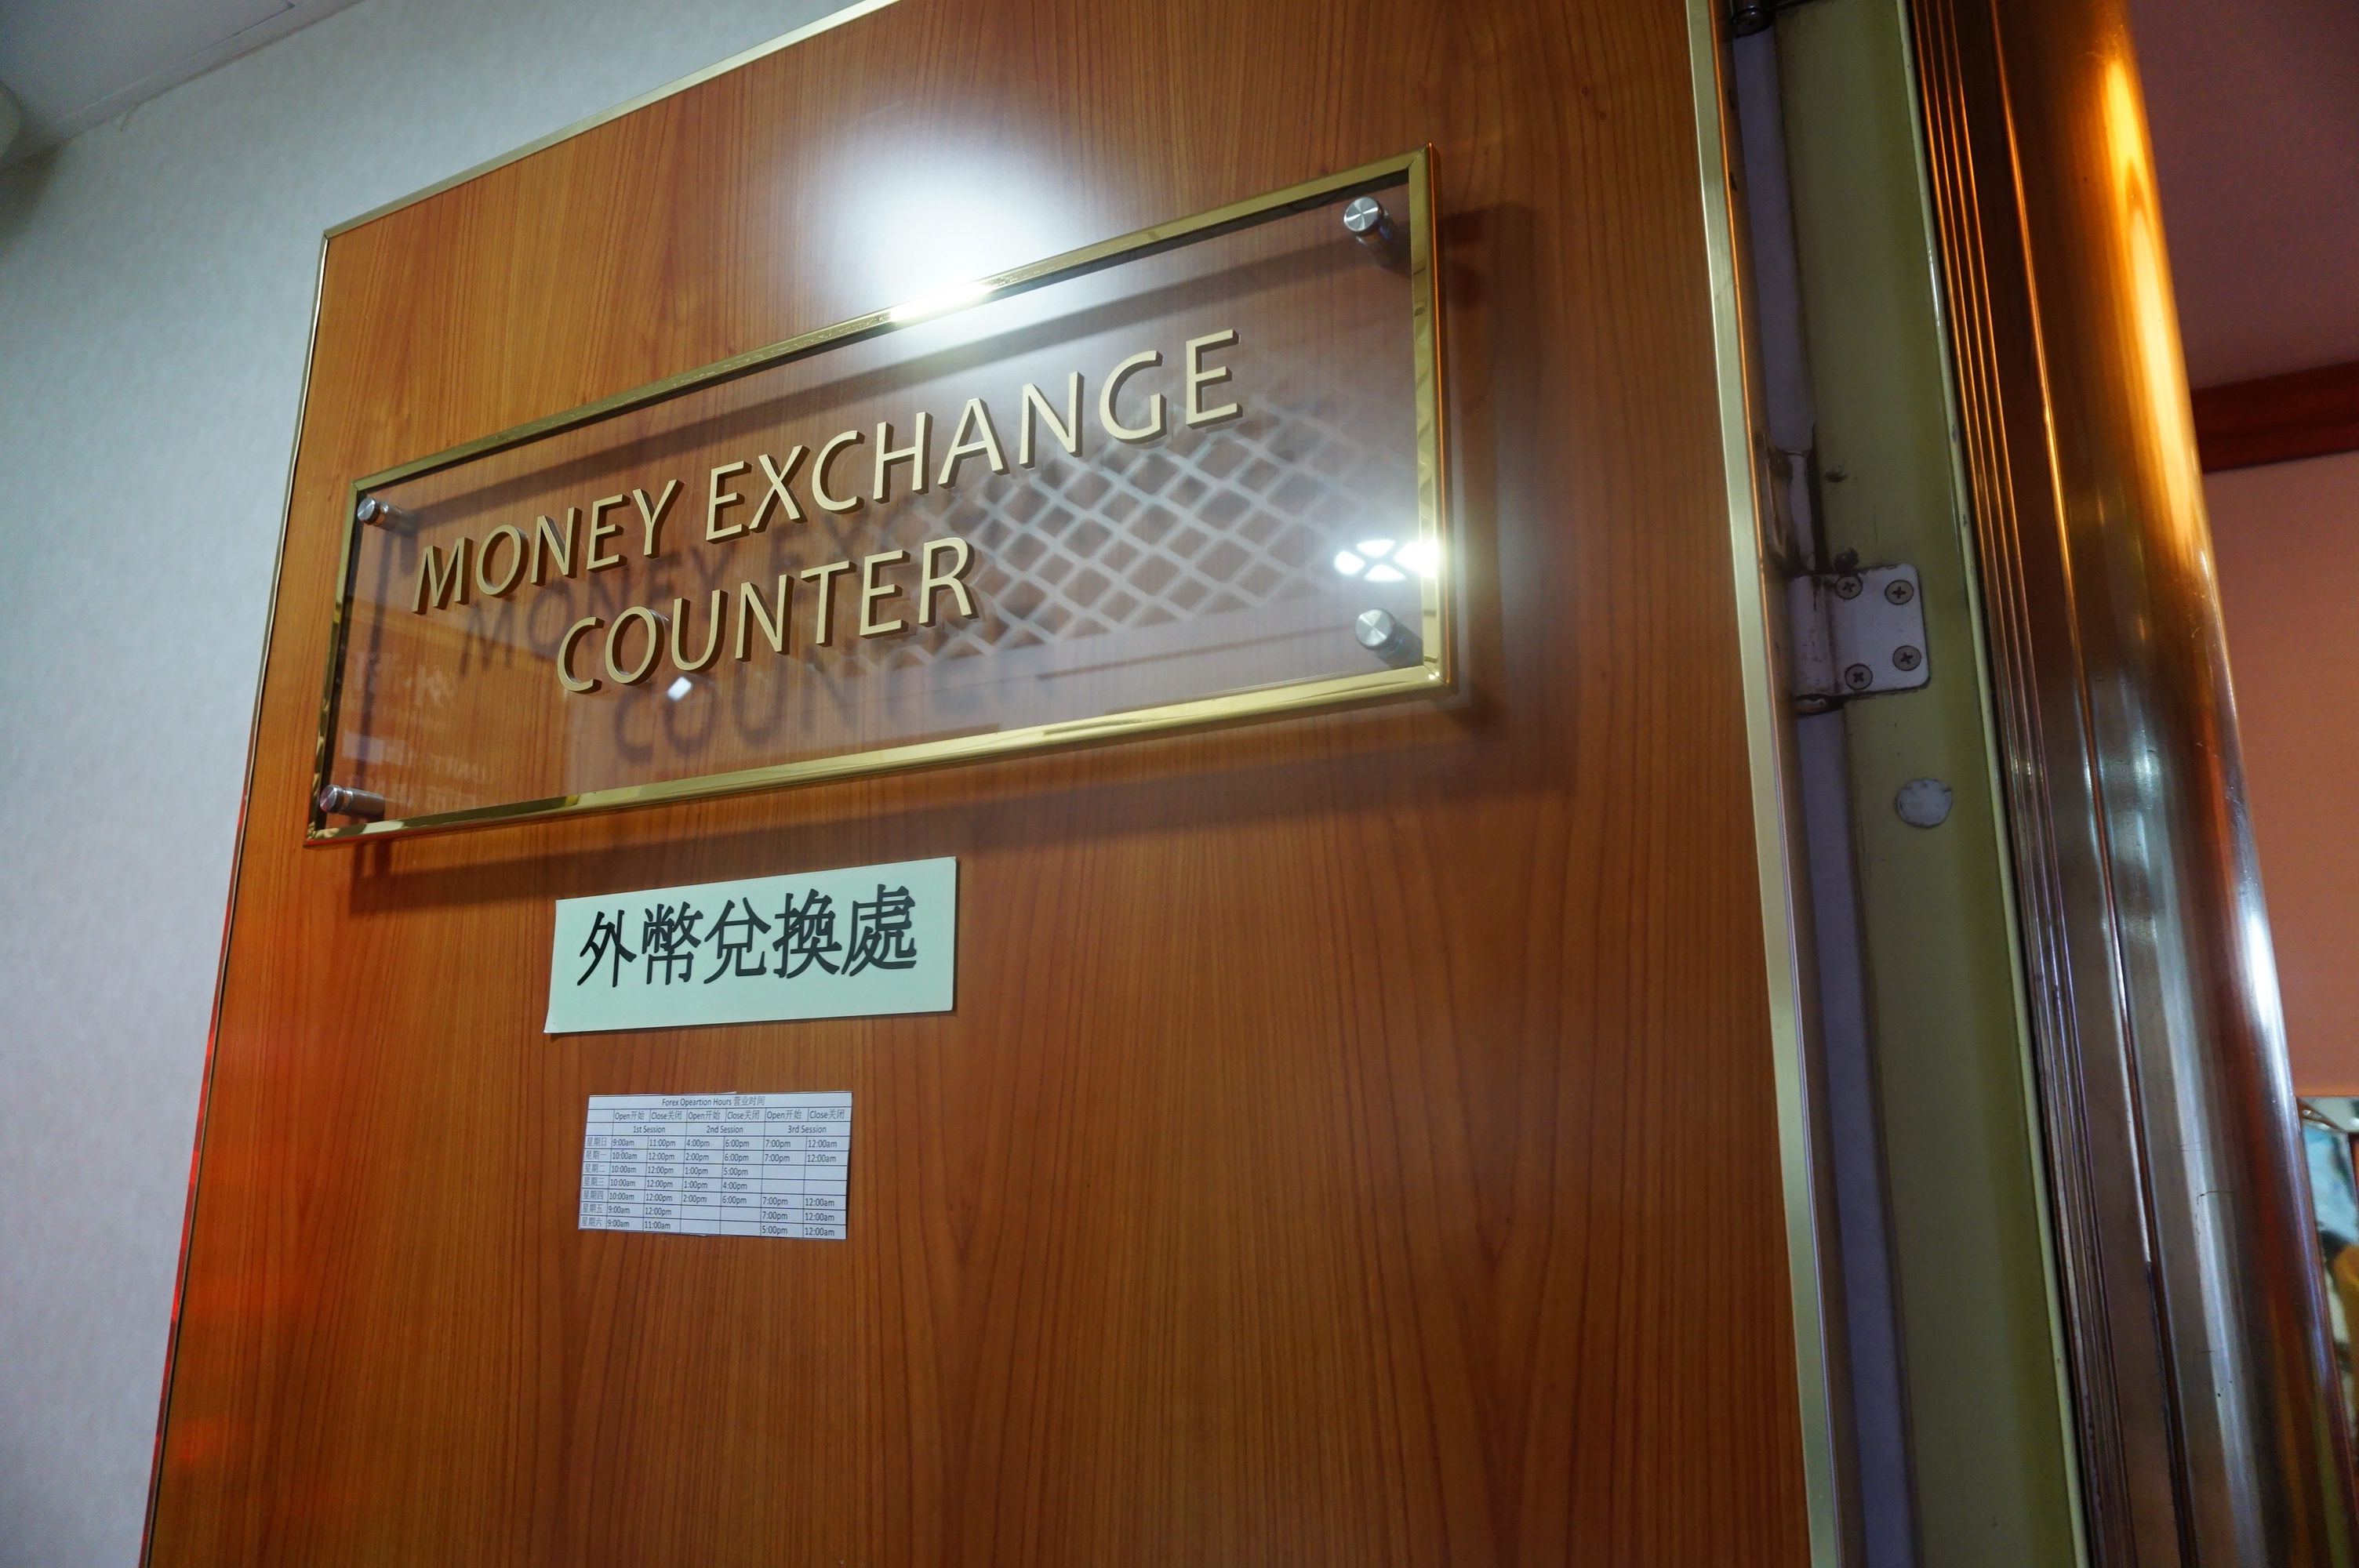 MONEY EXCHANGE
COUNTER
外幣兌換處
Forex Opeartion Hours 营业时间
Open开始 Close关闭 Open开始 Close关闭 Open开始 Close关闭
1st Session 2nd Session 3rd Session
星期日 9:00am 11:00pm 4:00pm 6:00pm 7:00pm 12:00am
星期一 10:00am 12:00pm 2:00pm 6:00pm 7:00pm 12:00am
星期二 10:00am 12:00pm 1:00pm 5:00pm
星期三 10:00am 12:00pm 1:00pm 4:00pm
星期四 10:00am 12:00pm 2:00pm 6:00pm 7:00pm 12:00am
星期五 9:00am 12:00pm 7:00pm 12:00am
星期六 9:00am 11:00am 5:00pm 12:00am